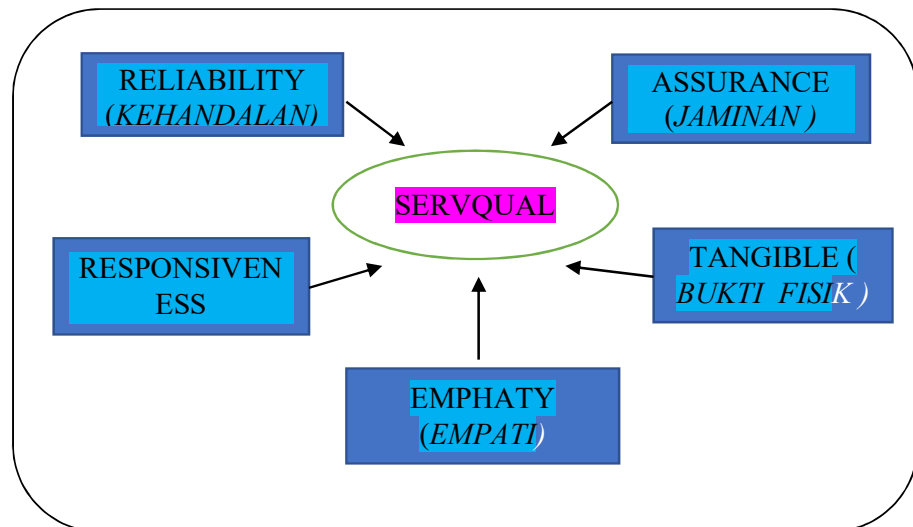 RELIABILITY
(KEHANDALAN)
ASSURANCE
(JAMINAN )
SERVQUAL
RESPONSIVEN
ESS
TANGIBLE (
BUKTI FISIK )
EMPHATY
(EMPATI)